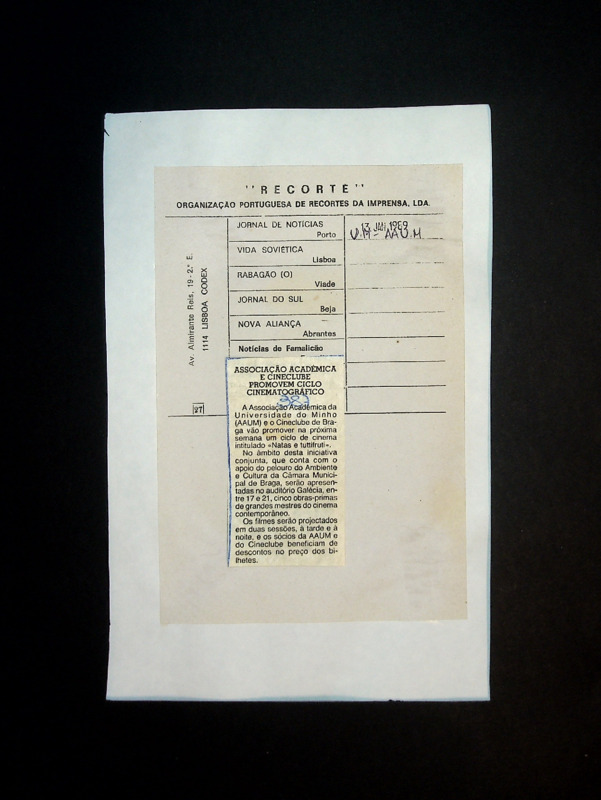 "RECORTE"
ORGANIZAÇÃO PORTUGUESA DE RECORTES DA IMPRENSA, LDA.
Av. Almirante Reis, 19 - 2.º E
1114 LISBOA CODEX
27
JORNAL DE NOTÍCIAS
Porto
13 1989
U.M - AAU.M
VIDA SOVIÉTICA
Lisboa
RABAGÃO (O)
Viade
JORNAL DO SUL
Beja
NOVA ALIANÇA
Abrantes
Notícias de Famalicão
ASSOCIAÇÃO ACADÉMICA
E CINECLUBE
PROMOVEM CICLO
CINEMATOGRÁFICO
A Associação Académica da
Universidade do Minho
(AAUM) e o Cineclube de Bra-
ga vão promover na próxima
semana um ciclo de cinema
intitulado «Natas e tuttifruti».
No âmbito desta iniciativa
conjunta, que conta com o
apoio do pelouro do Ambiente
e Cultura da Câmara Munici-
pal de Braga, serão apresen-
tadas no auditório Galécia, en-
tre 17 e 21, cinco obras-primas
de grandes mestres do cinema
contemporâneo.
Os filmes serão projectados
em duas sessões, à tarde e à
noite, e os sócios da AAUM e
do Cineclube beneficiam de
descontos no preço dos bi-
lhetes.